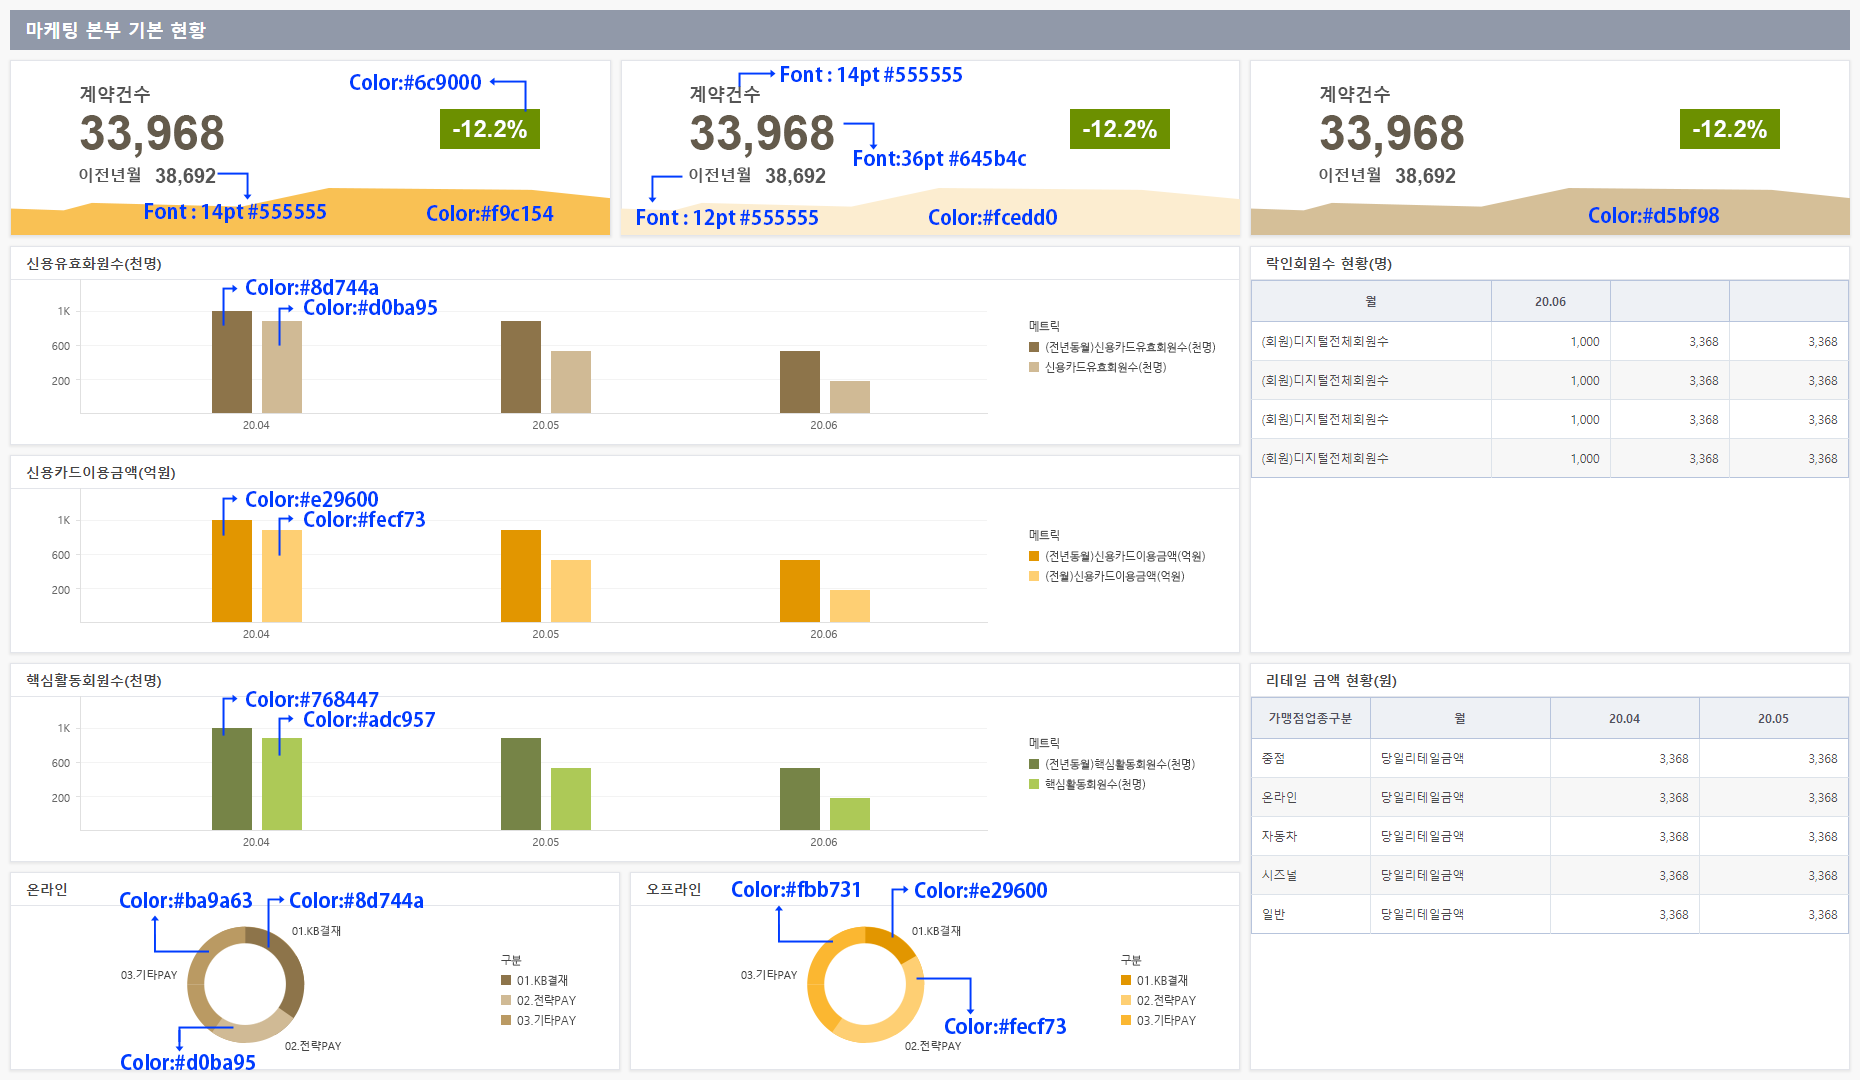 마케팅 본부 기본 현황
계약건수
33,968
이전년월 38,692
-12.2%
Color:#6c9000
Font : 14pt #555555
Color:#f9c154
계약건수
33,968
이전년월 38,692
-12.2%
Font : 14pt #555555
Font:36pt #645b4c
Font : 12pt #555555
Color:#fcedd0
계약건수
33,968
이전년월 38,692
-12.2%
Color:#d5bf98
신용유효화원수(천명)
Color:#8d744a
Color:#d0ba95
1K
600
200
20.04
20.05
20.06
메트릭
(전년동월)신용카드유효회원수(천명)
신용카드유효회원수(천명)
락인회원수 현황(명)
월 20.06
(회원)디지털전체회원수 1,000 3,368 3,368
(회원)디지털전체회원수 1,000 3,368 3,368
(회원)디지털전체회원수 1,000 3,368 3,368
(회원)디지털전체회원수 1,000 3,368 3,368
신용카드이용금액(억원)
Color:#e29600
Color:#fecf73
1K
600
200
20.04
20.05
20.06
메트릭
(전년동월)신용카드이용금액(억원)
(전월)신용카드이용금액(억원)
핵심활동회원수(천명)
Color:#768447
Color:#adc957
1K
600
200
20.04
20.05
20.06
메트릭
(전년동월)핵심활동회원수(천명)
핵심활동회원수(천명)
리테일 금액 현황(원)
가맹점업종구분 월 20.04 20.05
중점 당일리테일금액 3,368 3,368
온라인 당일리테일금액 3,368 3,368
자동차 당일리테일금액 3,368 3,368
시즈널 당일리테일금액 3,368 3,368
일반 당일리테일금액 3,368 3,368
온라인
Color:#ba9a63
Color:#8d744a
01.KB결재
03.기타PAY
02.전략PAY
Color:#d0ba95
구분
01.KB결재
02.전략PAY
03.기타PAY
오프라인
Color:#fbb731
Color:#e29600
01.KB결재
03.기타PAY
Color:#fecf73
02.전략PAY
구분
01.KB결재
02.전략PAY
03.기타PAY